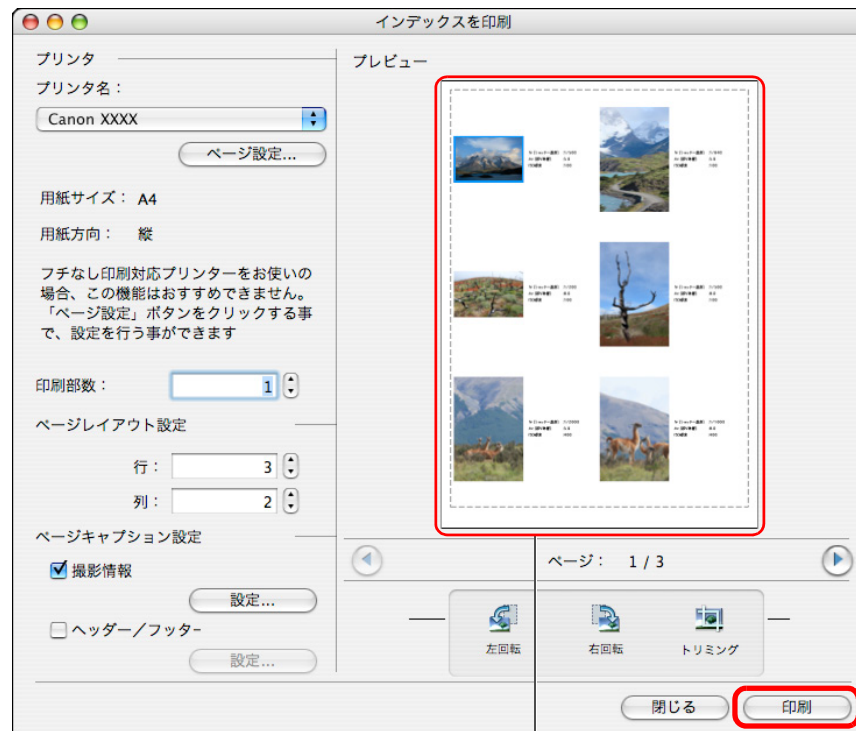 インデックスを印刷
プリンタ
プリンタ名：
Canon XXXX
ページ設定...
用紙サイズ： A4
用紙方向： 縦
フチなし印刷対応プリンターをお使いの
場合、この機能はおすすめできません。
「ページ設定」ボタンをクリックする事
で、設定を行う事ができます
印刷部数： 1
ページレイアウト設定
行： 3
列： 2
ページキャプション設定
撮影情報
設定...
ヘッダー／フッター
設定...
プレビュー
ページ： 1 / 3
左回転
右回転
トリミング
閉じる
印刷